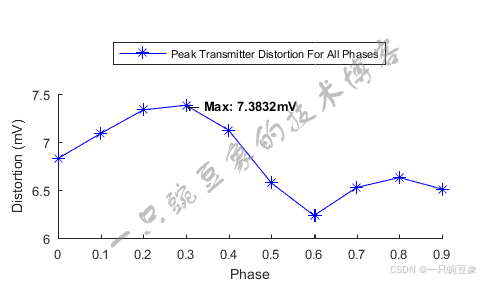 Peak Transmitter Distortion For All Phases
7.5
7
6.5
6
Distortion (mV)
Max: 7.3832mV
0 0.1 0.2 0.3 0.4 0.5 0.6 0.7 0.8 0.9
Phase
一只豌豆象的技术博客
CSDN @一只豌豆象